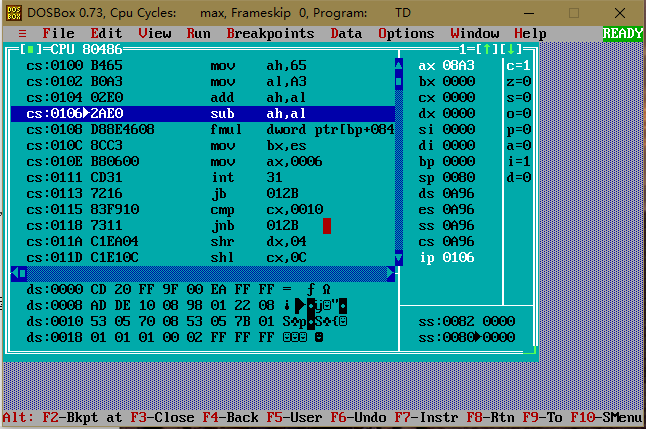 DOS BOX DOSBox 0.73, Cpu Cycles: max, Frameskip 0, Program: TD
≡ File Edit View Run Breakpoints Data Options Window Help READY
[■]=CPU 80486 1=[↑][↓]
cs:0100 B465 mov ah,65 ax 08A3 c=1
cs:0102 B0A3 mov al,A3 bx 0000 z=0
cs:0104 02E0 add ah,al cx 0000 s=0
cs:0106▶2AE0 sub ah,al dx 0000 o=0
cs:0108 D88E4608 fmul dword ptr[bp+084 si 0000 p=0
cs:010C 8CC3 mov bx,es di 0000 a=0
cs:010E B80600 mov ax,0006 bp 0000 i=1
cs:0111 CD31 int 31 sp 0080 d=0
cs:0113 7216 jb 012B ds 0A96
cs:0115 83F910 cmp cx,0010 es 0A96
cs:0118 7311 jnb 012B ss 0A96
cs:011A C1EA04 shr dx,04 cs 0A96
cs:011D C1E10C shl cx,0C ip 0106
ds:0000 CD 20 FF 9F 00 EA FF FF = ƒ Ω
ds:0008 AD DE 10 08 98 01 22 08
ds:0010 53 05 70 08 53 05 7B 01 S♣p◘S♣{☺ ss:0082 0000
ds:0018 01 01 01 00 02 FF FF FF ☺☺☺ ☻ ss:0080▶0000
Alt: F2-Bkpt at F3-Close F4-Back F5-User F6-Undo F7-Instr F8-Rtn F9-To F10-SMenu